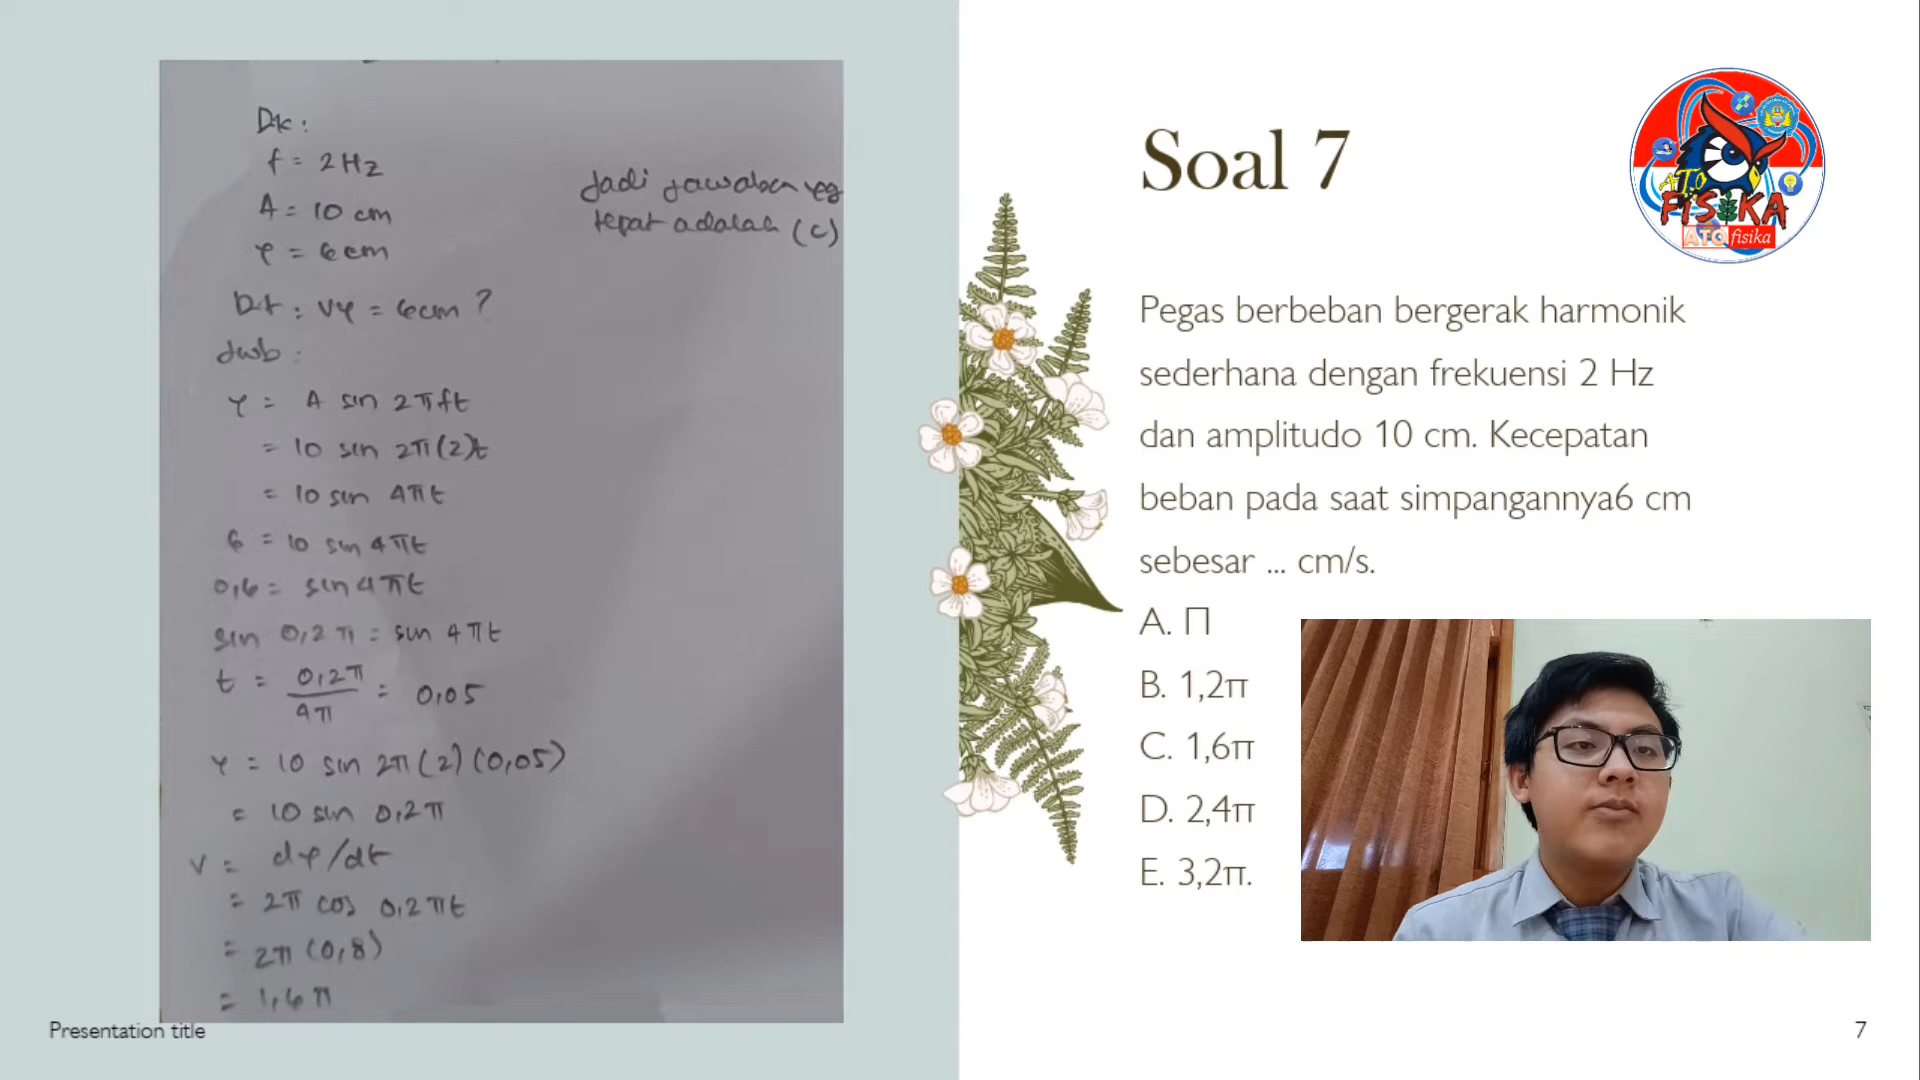 Dk :
f = 2 Hz
A = 10 cm
Y = 6 cm
Dt : VY = 6 cm ?
Jwb :
Y = A sin 2πft
= 10 sin 2π(2)t
= 10 sin 4πt
6 = 10 sin 4πt
0,6 = sin 4πt
sin 0,2π = sin 4πt
t = 0,2π/4π = 0,05
Y = 10 sin 2π(2)(0,05)
= 10 sin 0,2π
V = dY/dt
= 2π cos 0,2πt
= 2π (0,8)
= 1,6π
Jadi jawaban yg
tepat adalah (c)
Presentation title
Soal 7
Pegas berbeban bergerak harmonik
sederhana dengan frekuensi 2 Hz
dan amplitudo 10 cm. Kecepatan
beban pada saat simpangannya6 cm
sebesar ... cm/s.
A. Π
B. 1,2π
C. 1,6π
D. 2,4π
E. 3,2π.
ATO
FISIKA
ATO fisika
7